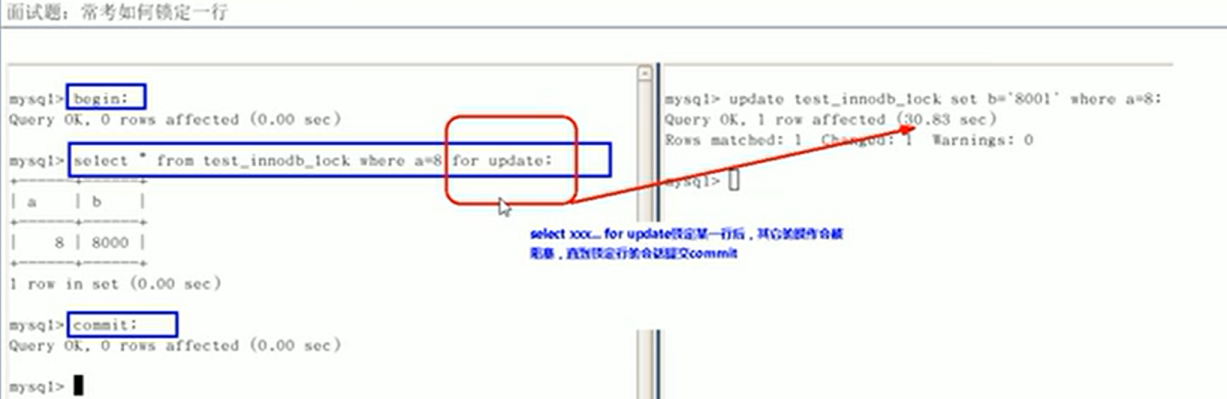 面试题：常考如何锁定一行
mysql> begin;
Query OK, 0 rows affected (0.00 sec)
mysql> select * from test_innodb_lock where a=8 for update;
+------+------+
| a | b |
+------+------+
| 8 | 8000 |
+------+------+
1 row in set (0.00 sec)
mysql> commit;
Query OK, 0 rows affected (0.00 sec)
mysql>
mysql> update test_innodb_lock set b='8001' where a=8;
Query OK, 1 row affected (30.83 sec)
Rows matched: 1 Changed: 1 Warnings: 0
mysql>
select xxx... for update锁定某一行后，其它的操作会被
阻塞，直到锁定行的会话提交commit